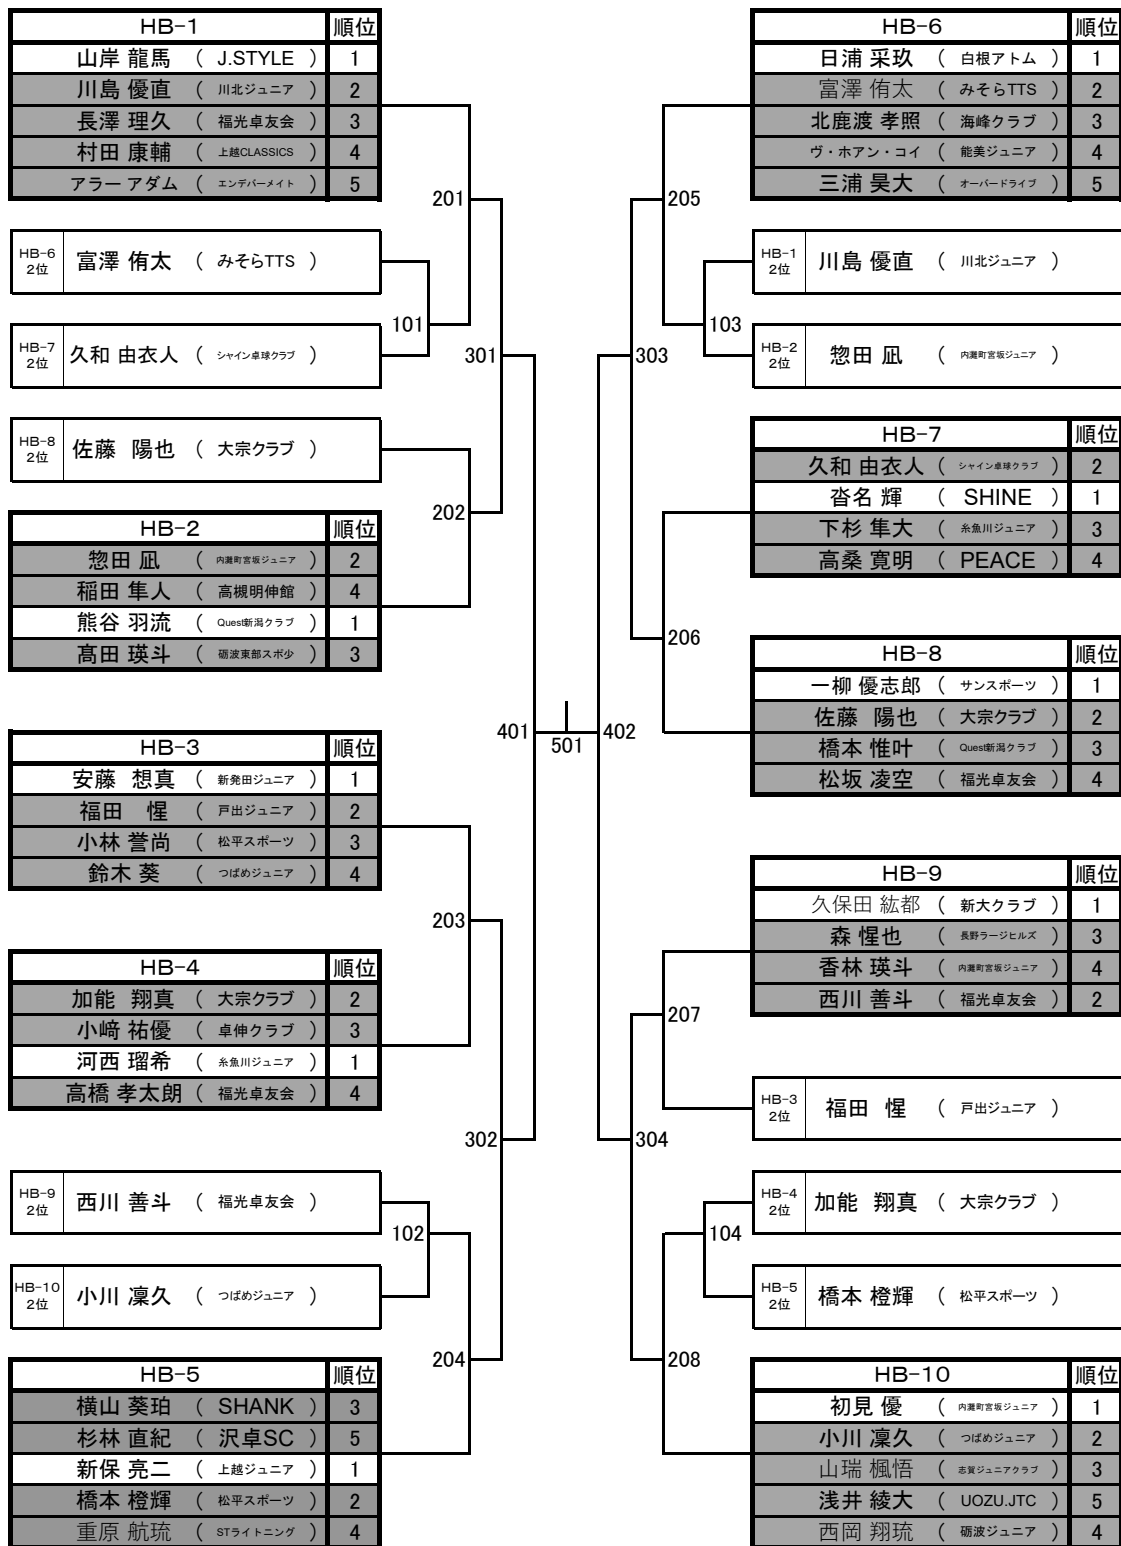 HB-1 順位
山岸 龍馬 ( J.STYLE ) 1
川島 優直 ( 川北ジュニア ) 2
長澤 理久 ( 福光卓友会 ) 3
村田 康輔 ( 上越CLASSICS ) 4
アラー アダム ( エンデバーメイト ) 5
201
HB-6 2位 富澤 侑太 ( みそらTTS )
101
HB-7 2位 久和 由衣人 ( シャイン卓球クラブ )
301
HB-8 2位 佐藤 陽也 ( 大宗クラブ )
202
HB-2 順位
惣田 凪 ( 内灘町宮坂ジュニア ) 2
稲田 隼人 ( 高槻明伸館 ) 4
熊谷 羽流 ( Quest新潟クラブ ) 1
髙田 瑛斗 ( 砺波東部スポ少 ) 3
401
501
402
HB-3 順位
安藤 想真 ( 新発田ジュニア ) 1
福田 惺 ( 戸出ジュニア ) 2
小林 誉尚 ( 松平スポーツ ) 3
鈴木 葵 ( つばめジュニア ) 4
203
HB-4 順位
加能 翔真 ( 大宗クラブ ) 2
小﨑 祐優 ( 卓伸クラブ ) 3
河西 瑠希 ( 糸魚川ジュニア ) 1
高橋 孝太朗 ( 福光卓友会 ) 4
302
HB-9 2位 西川 善斗 ( 福光卓友会 )
102
HB-10 2位 小川 凜久 ( つばめジュニア )
204
HB-5 順位
横山 葵珀 ( SHANK ) 3
杉林 直紀 ( 沢卓SC ) 5
新保 亮二 ( 上越ジュニア ) 1
橋本 橙輝 ( 松平スポーツ ) 2
重原 航琉 ( STライトニング ) 4
HB-6 順位
日浦 采玖 ( 白根アトム ) 1
富澤 侑太 ( みそらTTS ) 2
北鹿渡 孝照 ( 海峰クラブ ) 3
ヴ・ホアン・コイ ( 能美ジュニア ) 4
三浦 昊大 ( オーバードライブ ) 5
205
HB-1 2位 川島 優直 ( 川北ジュニア )
103
HB-2 2位 惣田 凪 ( 内灘町宮坂ジュニア )
303
HB-7 順位
久和 由衣人 ( シャイン卓球クラブ ) 2
沓名 輝 ( SHINE ) 1
下杉 隼大 ( 糸魚川ジュニア ) 3
高桑 寛明 ( PEACE ) 4
206
HB-8 順位
一柳 優志郎 ( サンスポーツ ) 1
佐藤 陽也 ( 大宗クラブ ) 2
橋本 惟叶 ( Quest新潟クラブ ) 3
松坂 凌空 ( 福光卓友会 ) 4
HB-9 順位
久保田 紘都 ( 新大クラブ ) 1
森 惺也 ( 長野ラージヒルズ ) 3
香林 瑛斗 ( 内灘町宮坂ジュニア ) 4
西川 善斗 ( 福光卓友会 ) 2
207
HB-3 2位 福田 惺 ( 戸出ジュニア )
304
HB-4 2位 加能 翔真 ( 大宗クラブ )
104
HB-5 2位 橋本 橙輝 ( 松平スポーツ )
208
HB-10 順位
初見 優 ( 内灘町宮坂ジュニア ) 1
小川 凜久 ( つばめジュニア ) 2
山瑞 楓悟 ( 志賀ジュニアクラブ ) 3
浅井 綾大 ( UOZU.JTC ) 5
西岡 翔琉 ( 砺波ジュニア ) 4